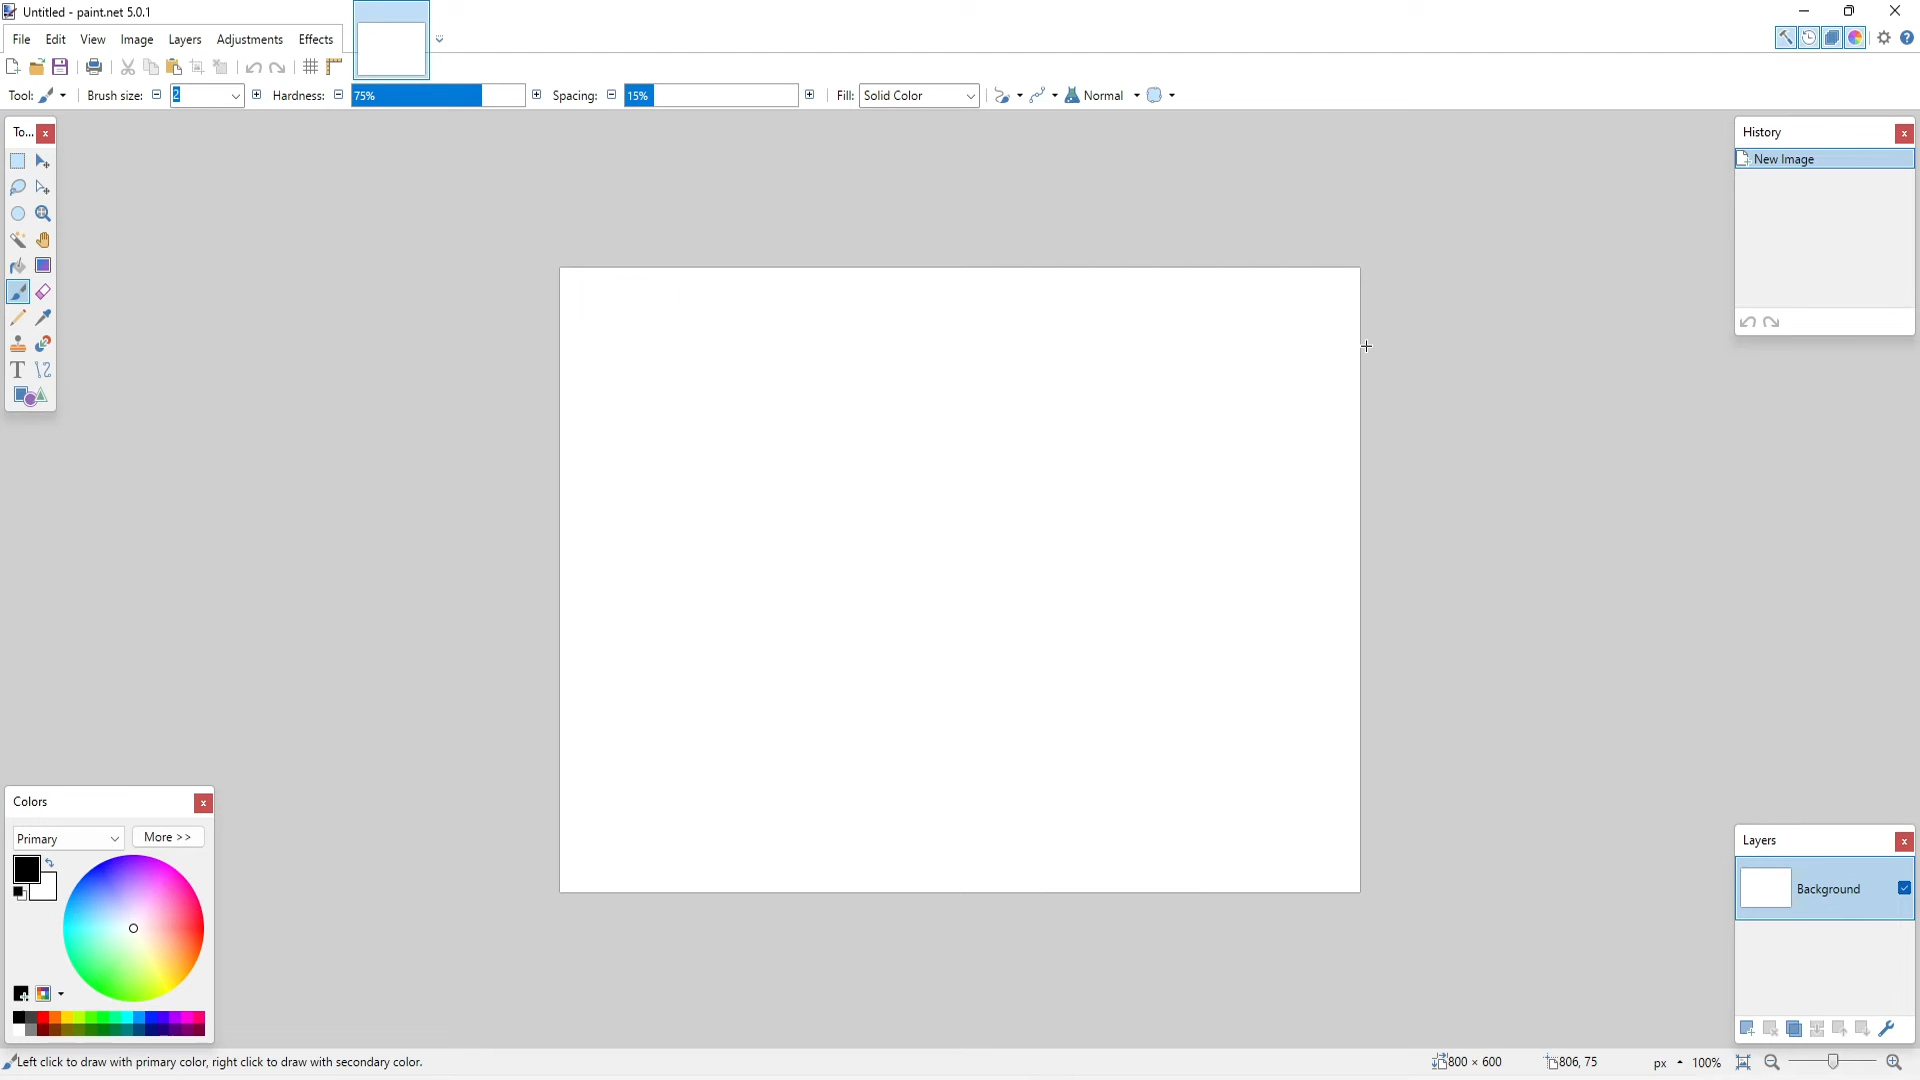 Untitled - paint.net 5.0.1
File Edit View Image Layers Adjustments Effects
Tool: Brush size: 2 Hardness: 75% Spacing: 15% Fill: Solid Color Normal
To...
History
New Image
Colors
Primary More >>
Layers
Background
Left click to draw with primary color, right click to draw with secondary color.
800 × 600 806, 75 px 100%